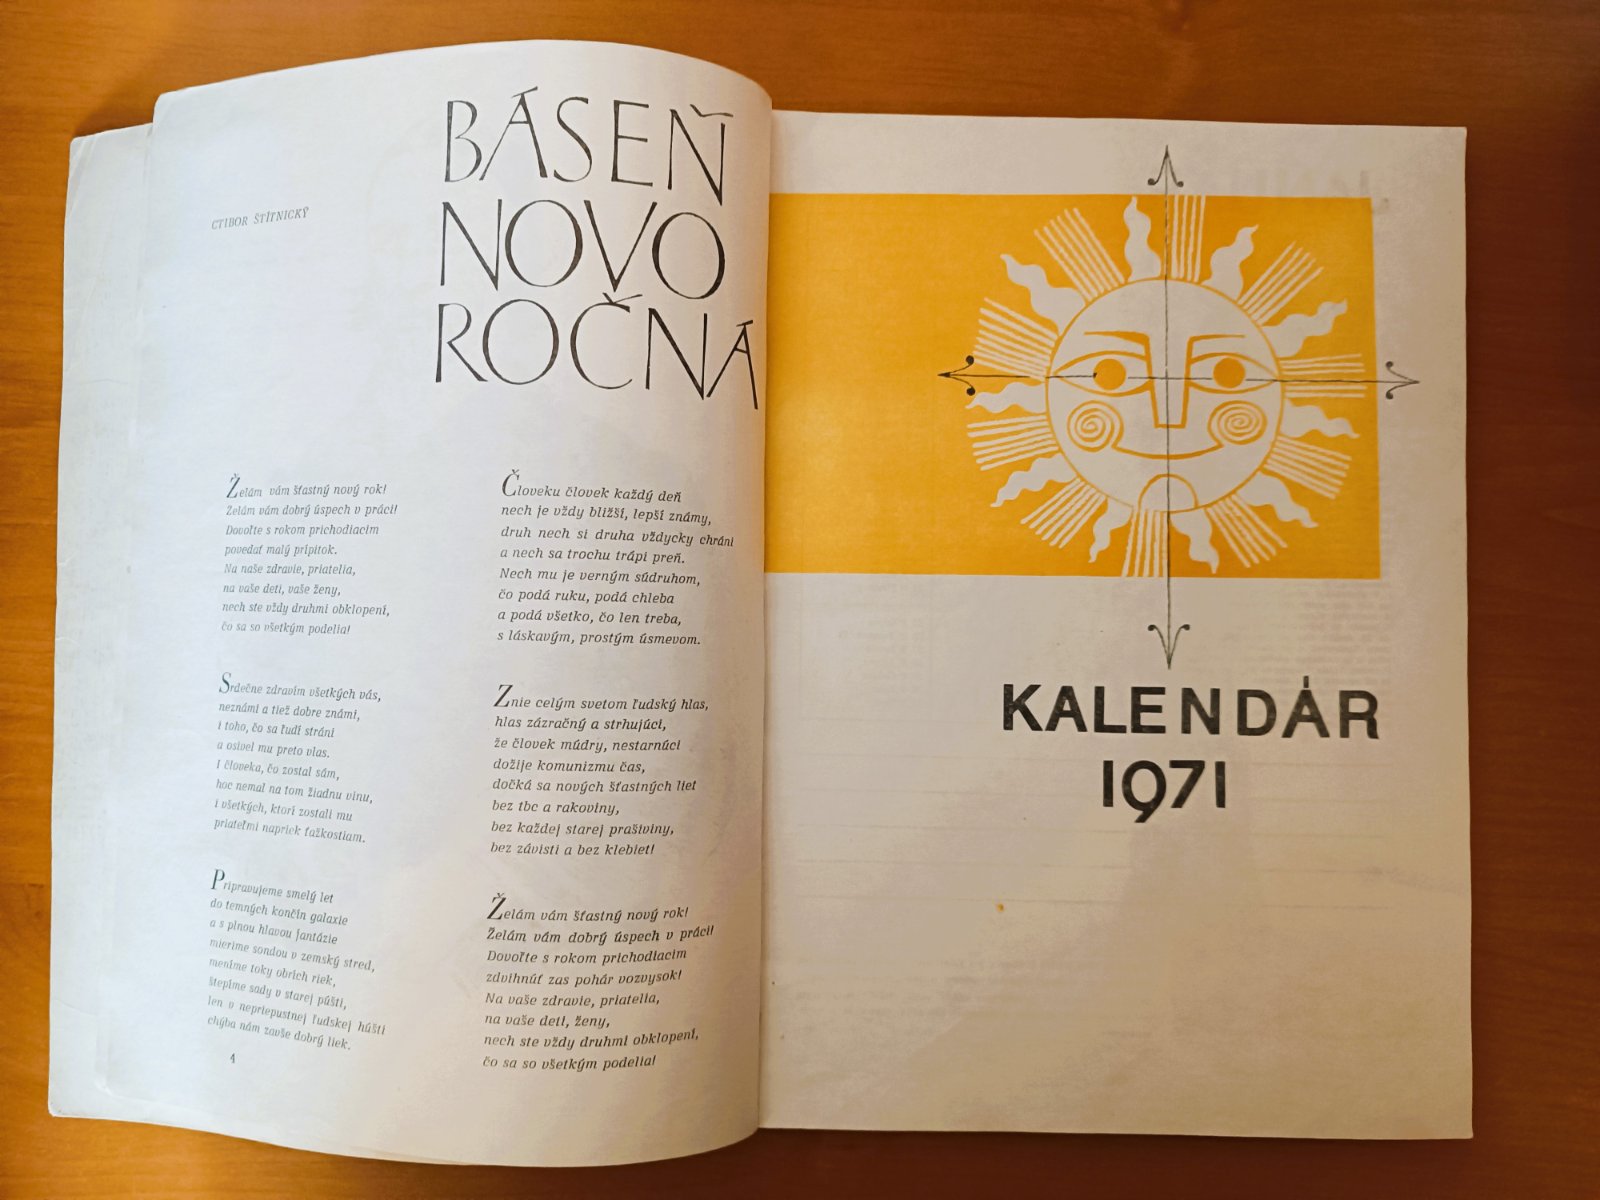 CTIBOR ŠTÍTNICKÝ
BÁSEŇ
NOVO
ROČNÁ
Želám vám šťastný nový rok!
Želám vám dobrý úspech v práci!
Dovoľte s rokom prichodiacim
povedať malý prípitok.
Na naše zdravie, priatelia,
na vaše deti, vaše ženy,
nech ste vždy druhmi obklopení,
čo sa so všetkým podelia!
Srdečne zdravím všetkých vás,
neznámi a tiež dobre známi,
i toho, čo sa ľudí stráni
a osivel mu preto vlas.
I človeka, čo zostal sám,
hoc nemal na tom žiadnu vinu,
i všetkých, ktorí zostali mu
priateľmi napriek ťažkostiam.
Pripravujeme smelý let
do temných končín galaxie
a s plnou hlavou fantázie
mierime sondou v zemský stred,
meníme toky obrích riek,
štepíme sady v starej púšti,
len v nepriepustnej ľudskej húšti
chýba nám zavše dobrý liek.
4
Človeku človek každý deň
nech je vždy bližší, lepší známy,
druh nech si druha vždycky chráni
a nech sa trochu trápi preň.
Nech mu je verným súdruhom,
čo podá ruku, podá chleba
a podá všetko, čo len treba,
s láskavým, prostým úsmevom.
Znie celým svetom ľudský hlas,
hlas zázračný a strhujúci,
že človek múdry, nestarnúci
dožije komunizmu čas,
dočká sa nových šťastných liet
bez tbc a rakoviny,
bez každej starej prašiviny,
bez závisti a bez klebiet!
Želám vám šťastný nový rok!
Želám vám dobrý úspech v práci!
Dovoľte s rokom prichodiacim
zdvihnúť zas pohár vozvysok!
Na vaše zdravie, priatelia,
na vaše deti, ženy,
nech ste vždy druhmi obklopení,
čo sa so všetkým podelia!
KALENDÁR
1971